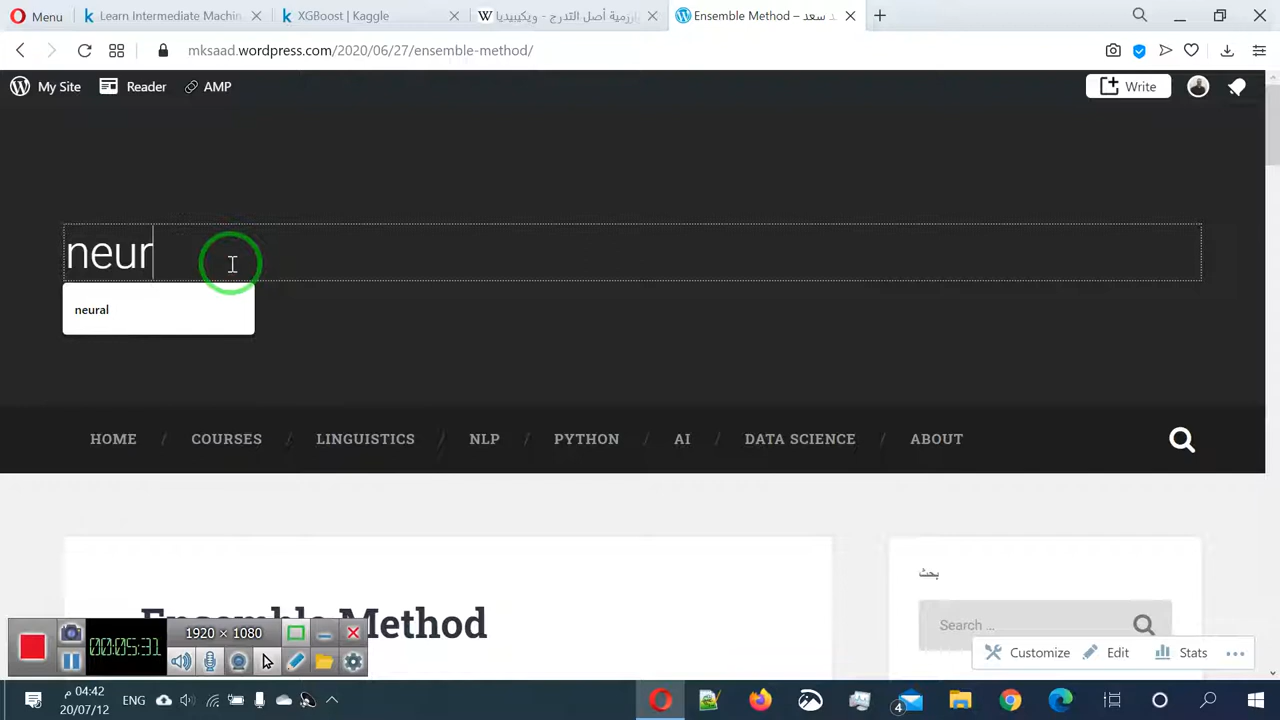 Menu
Learn Intermediate Machin
XGBoost | Kaggle
ارزمية أصل التدرج - ويكيبيديا
Ensemble Method – د سعد
mksaad.wordpress.com/2020/06/27/ensemble-method/
My Site
Reader
AMP
Write
neur
neural
HOME / COURSES / LINGUISTICS / NLP / PYTHON / AI / DATA SCIENCE / ABOUT
بحث
Ensemble Method
Search ...
Customize
Edit
Stats
00:05:31
1920 × 1080
04:42 م
20/07/12
ENG
4